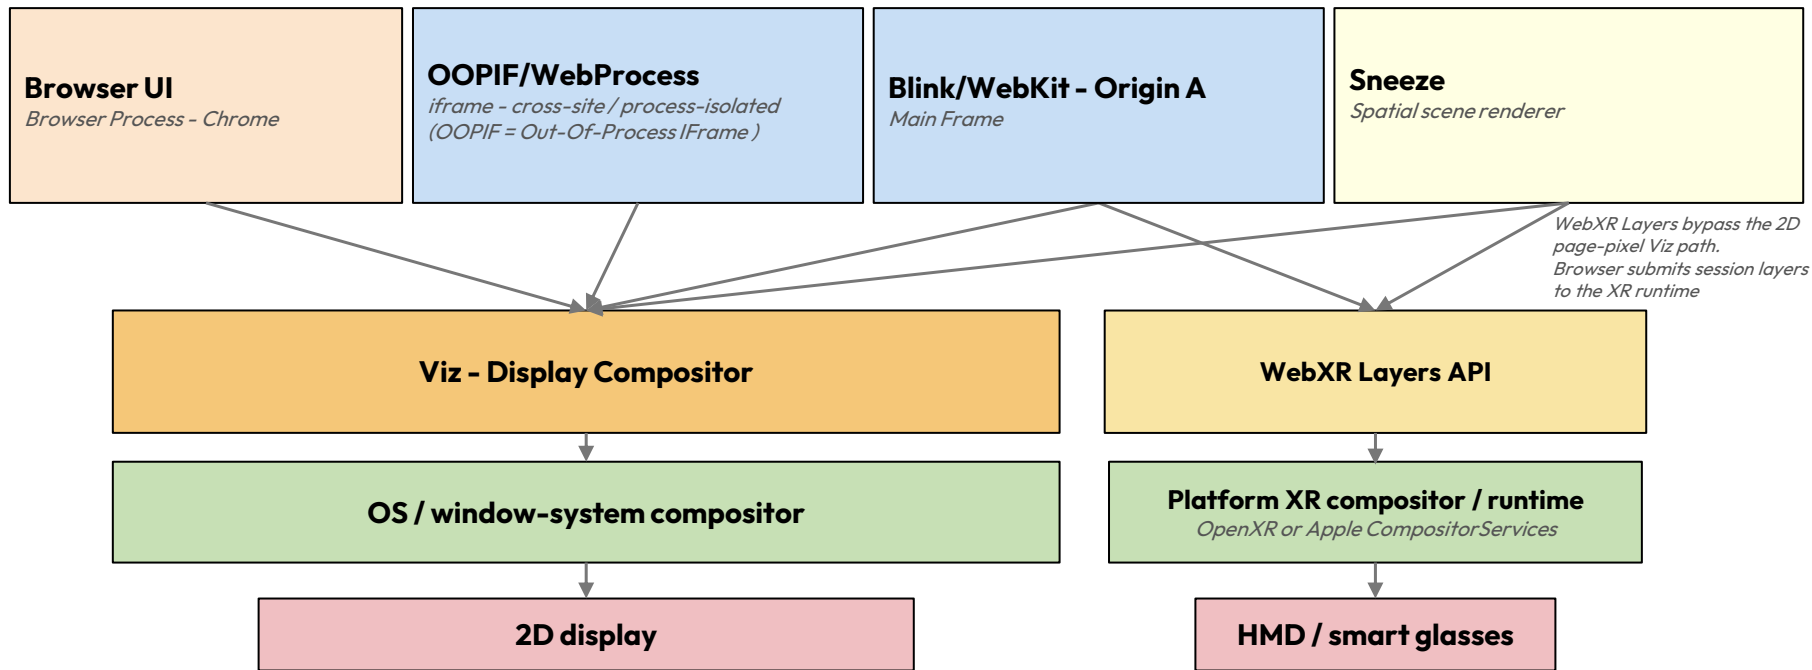 Browser UI
Browser Process - Chrome
OOPIF/WebProcess
iframe - cross-site / process-isolated
(OOPIF = Out-Of-Process IFrame )
Blink/WebKit - Origin A
Main Frame
Sneeze
Spatial scene renderer
WebXR Layers bypass the 2D
page-pixel Viz path.
Browser submits session layers
to the XR runtime
Viz - Display Compositor
WebXR Layers API
OS / window-system compositor
Platform XR compositor / runtime
OpenXR or Apple CompositorServices
2D display
HMD / smart glasses